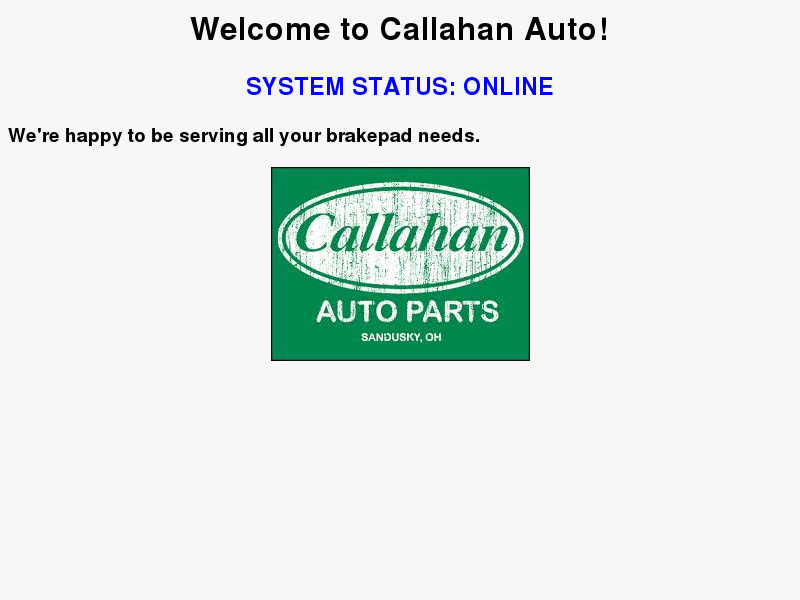 Welcome to Callahan Auto!
SYSTEM STATUS: ONLINE
We're happy to be serving all your brakepad needs.
Callahan
AUTO PARTS
SANDUSKY, OH